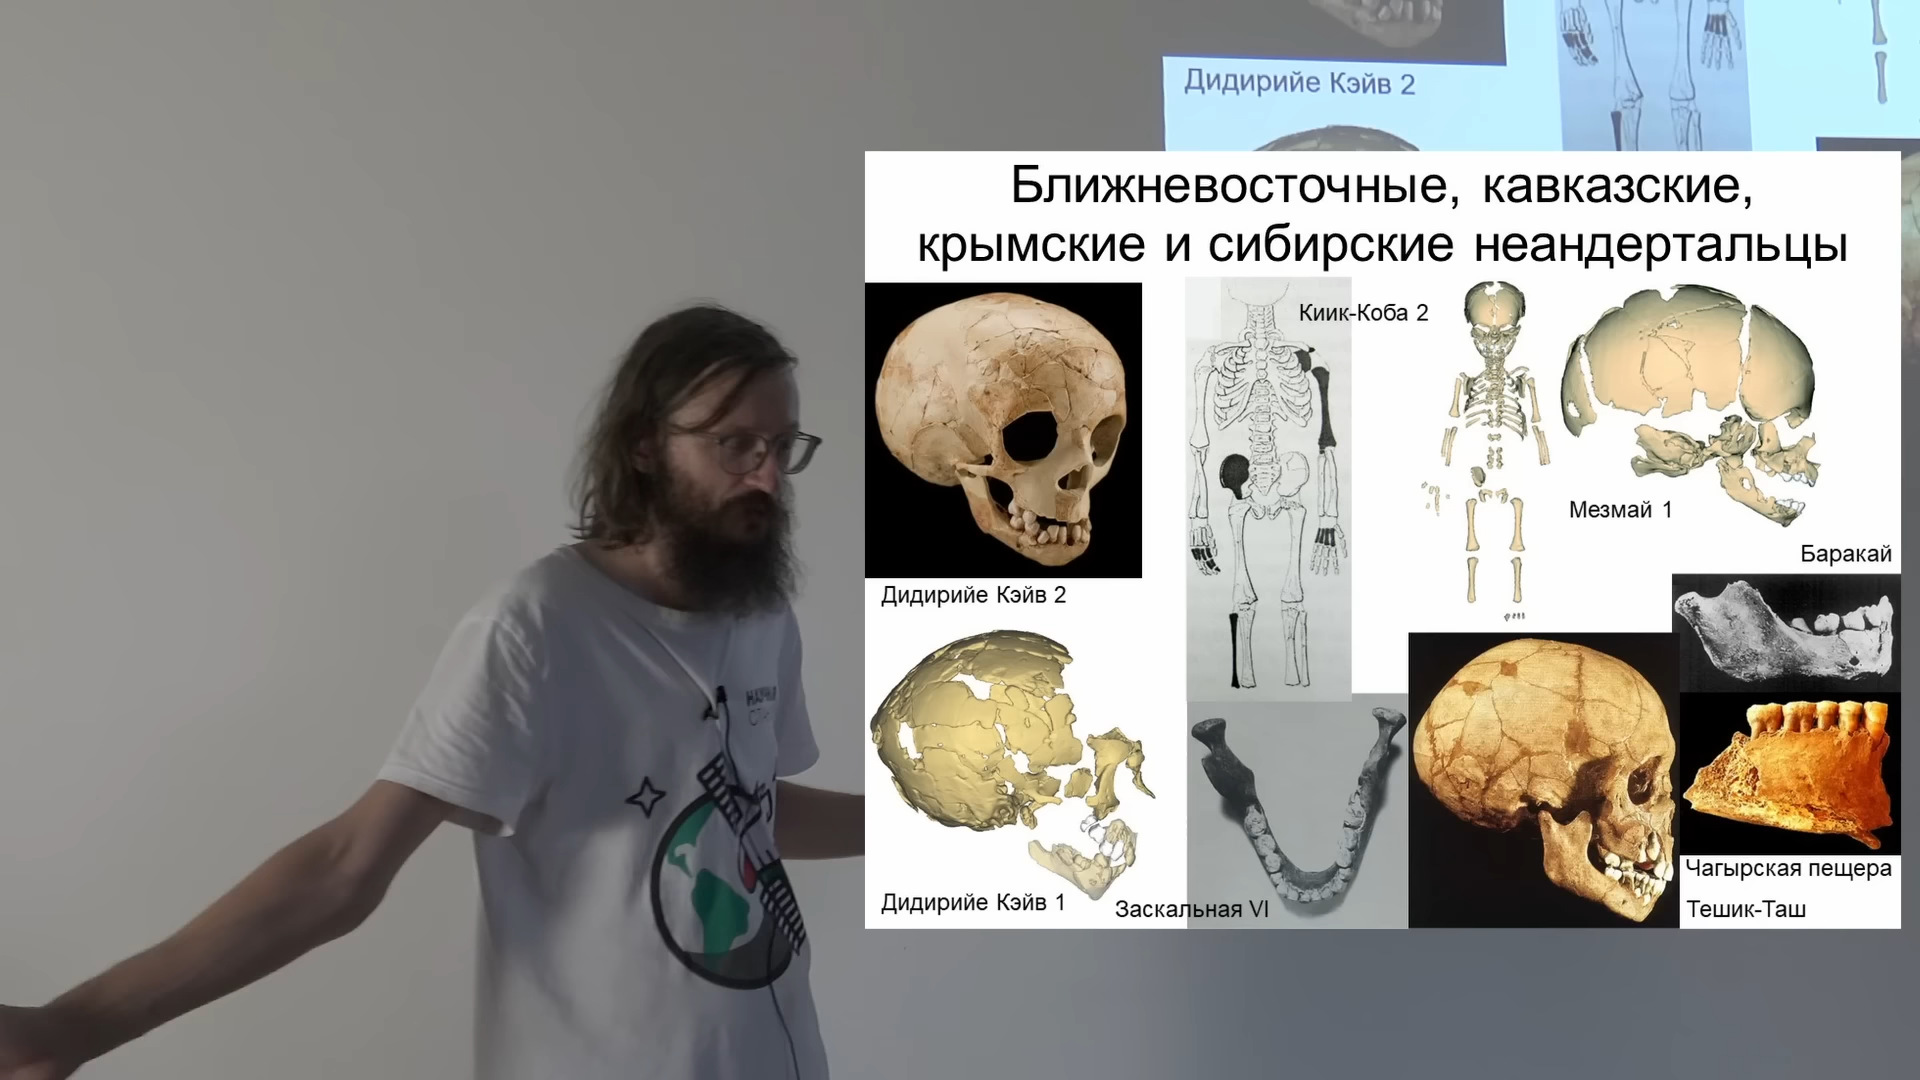 Дидирийе Кэйв 2
Ближневосточные, кавказские,
крымские и сибирские неандертальцы
Киик-Коба 2
Мезмай 1
Баракай
Дидирийе Кэйв 2
Чагырская пещера
Дидирийе Кэйв 1
Заскальная VI
Тешик-Таш